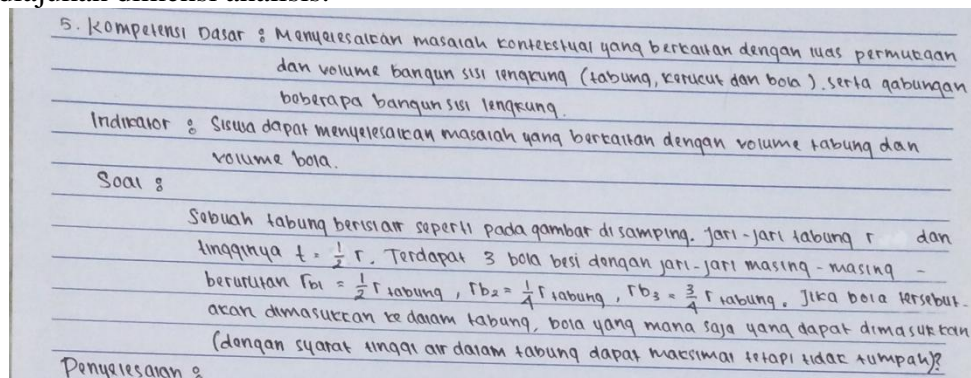 5. Kompetensi Dasar : Menyelesaikan masalah kontekstual yang berkaitan dengan luas permukaan
dan volume bangun sisi lengkung (tabung, kerucut dan bola). serta gabungan
beberapa bangun sisi lengkung.
Indikator : Siswa dapat menyelesaikan masalah yang berkaitan dengan volume tabung dan
volume bola.
Soal :
Sebuah tabung berisi air seperti pada gambar di samping. Jari-jari tabung r dan
tingginya t = 1/2 r. Terdapat 3 bola besi dengan jari-jari masing-masing -
berurutan rb1 = 1/2 r tabung, rb2 = 1/4 r tabung, rb3 = 3/4 r tabung. Jika bola tersebut
akan dimasukkan ke dalam tabung, bola yang mana saja yang dapat dimasukkan
(dengan syarat tinggi air dalam tabung dapat maksimal tetapi tidak tumpah)?
Penyelesaian :